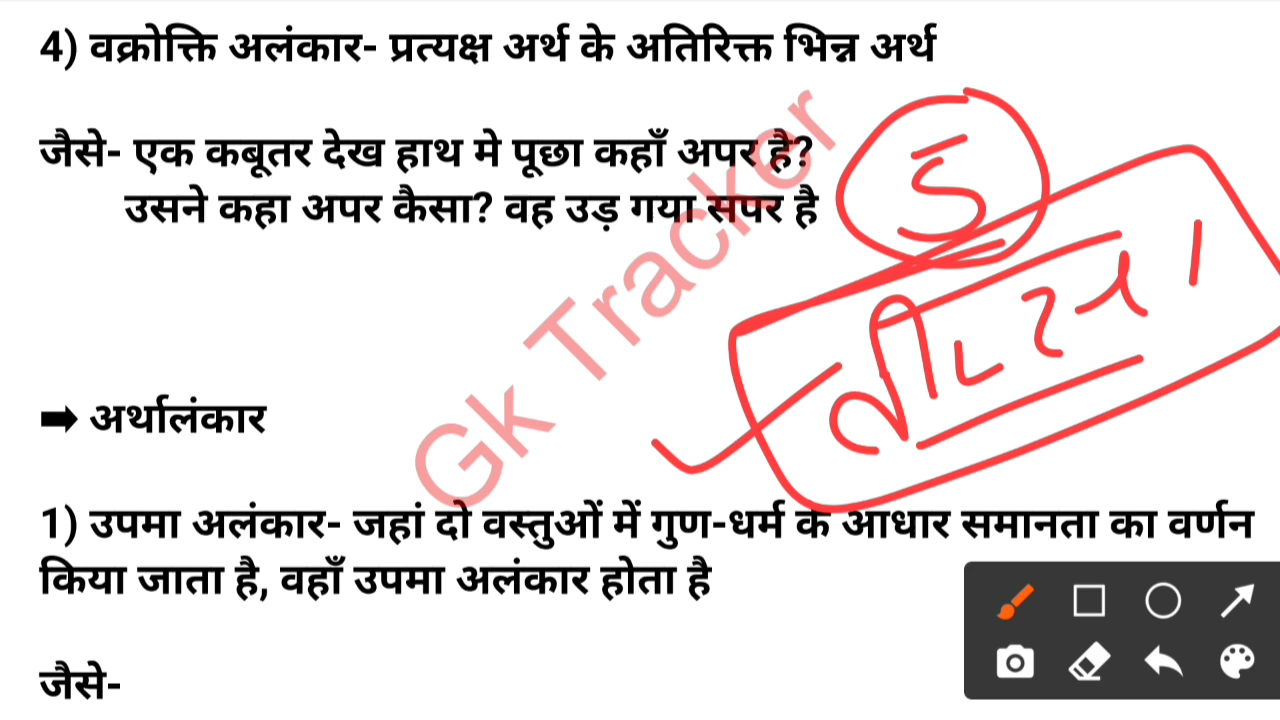 4) वक्रोक्ति अलंकार- प्रत्यक्ष अर्थ के अतिरिक्त भिन्न अर्थ
जैसे- एक कबूतर देख हाथ मे पूछा कहाँ अपर है?
उसने कहा अपर कैसा? वह उड़ गया सपर है
5
Gk Tracker
➡ अर्थालंकार
1) उपमा अलंकार- जहां दो वस्तुओं में गुण-धर्म के आधार समानता का वर्णन
किया जाता है, वहाँ उपमा अलंकार होता है
जैसे-